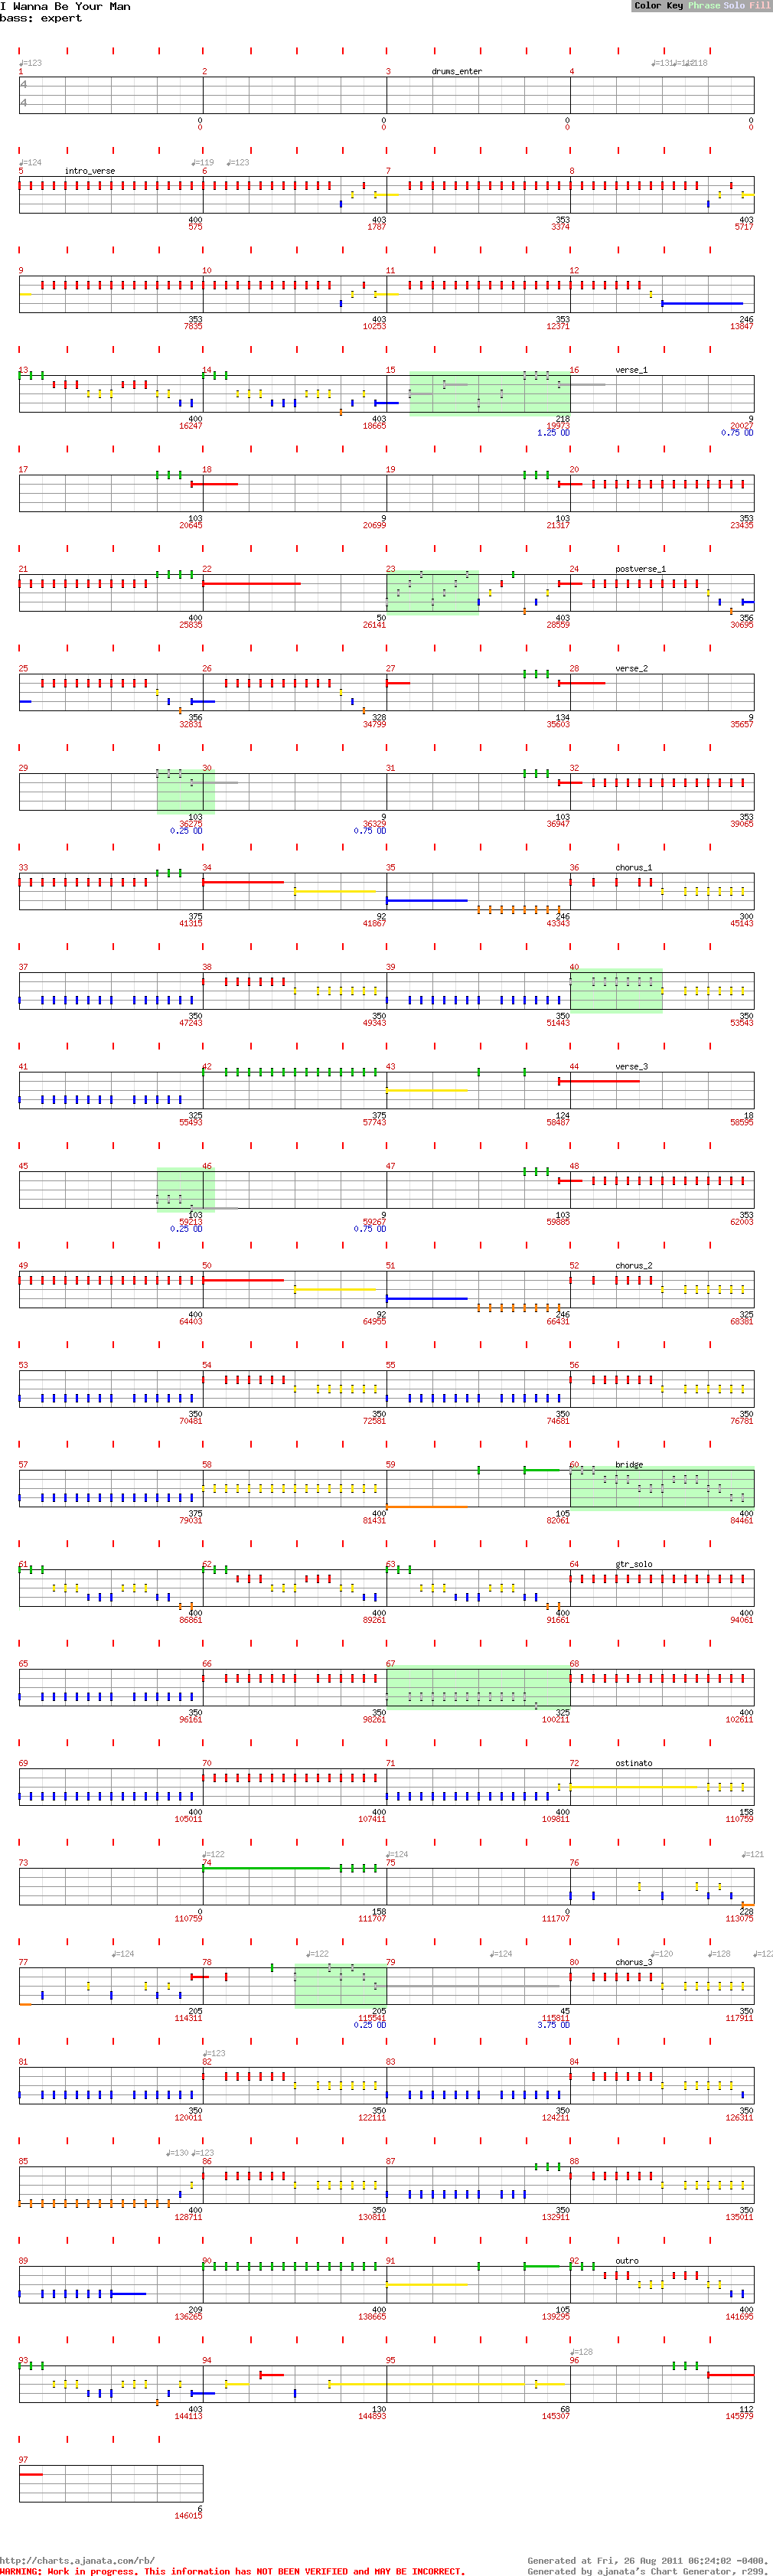 I Wanna Be Your Man
Color Key Phrase Solo Fill
bass: expert
♩=123
1 2 3 drums_enter 4
4
4
0 0 0 0
0 0 0 0
♩=124 ♩=119 ♩=123
5 intro_verse 6 7 8
400 403 353 403
575 1787 3374 5717
9 10 11 12
353 403 353 246
7835 10253 12371 13847
13 14 15 16 verse_1
400 403 218 9
16247 18665 19973 20027
1.25 OD 0.75 OD
17 18 19 20
103 9 103 353
20645 20699 21317 23435
21 22 23 24 postverse_1
400 50 403 356
25835 26141 28559 30695
25 26 27 28 verse_2
356 328 134 9
32831 34799 35603 35657
29 30 31 32
103 9 103 353
36275 36329 36947 39065
0.25 OD 0.75 OD
33 34 35 36 chorus_1
375 92 246 300
41315 41867 43343 45143
37 38 39 40
350 350 350 350
47243 49343 51443 53543
41 42 43 44 verse_3
325 375 124 18
55493 57743 58487 58595
45 46 47 48
103 9 103 353
59213 59267 59885 62003
0.25 OD 0.75 OD
49 50 51 52 chorus_2
400 92 246 325
64403 64955 66431 68381
53 54 55 56
350 350 350 350
70481 72581 74681 76781
57 58 59 60 bridge
375 400 105 400
79031 81431 82061 84461
61 62 63 64 gtr_solo
400 400 400 400
86861 89261 91661 94061
65 66 67 68
350 350 325 400
96161 98261 100211 102611
69 70 71 72 ostinato
400 400 400 158
105011 107411 109811 110759
♩=122 ♩=124 ♩=121
73 74 75 76
0 158 0 228
110759 111707 111707 113075
♩=124 ♩=122 ♩=124 ♩=120 ♩=128
77 78 79 80 chorus_3
205 205 45 350
114311 115541 115811 117911
0.25 OD 3.75 OD
♩=123
81 82 83 84
350 350 350 350
120011 122111 124211 126311
♩=130 ♩=123
85 86 87 88
400 350 350 350
128711 130811 132911 135011
89 90 91 92 outro
209 400 105 400
136265 138665 139295 141695
♩=128
93 94 95 96
403 130 68 112
144113 144893 145307 145979
97
6
146015
http://charts.ajanata.com/rb/
Generated at Fri, 26 Aug 2011 06:24:02 -0400.
WARNING: Work in progress. This information has NOT BEEN VERIFIED and MAY BE INCORRECT.
Generated by ajanata's Chart Generator, r299.